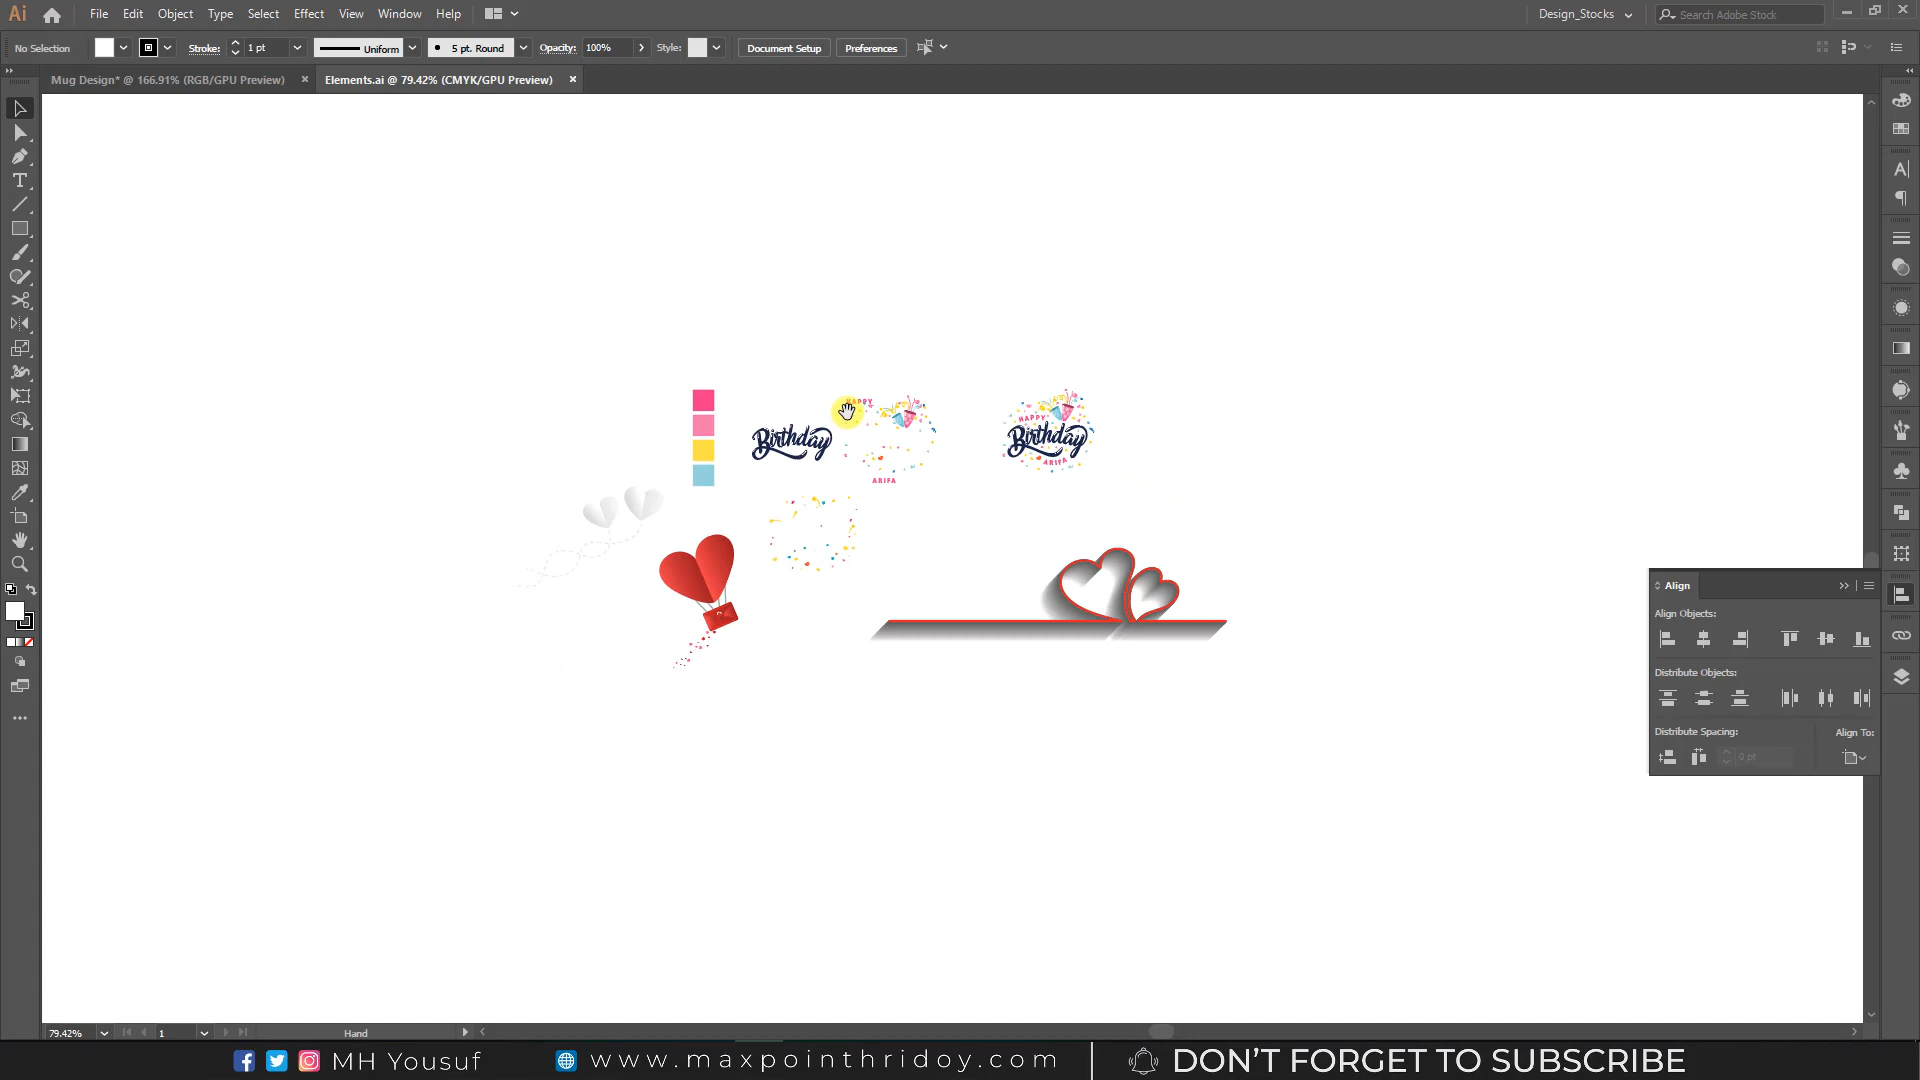 Ai File Edit Object Type Select Effect View Window Help Design_Stocks Search Adobe Stock
No Selection Stroke: 1 pt Uniform 5 pt. Round Opacity: 100% Style: Document Setup Preferences
Mug Design* @ 166.91% (RGB/GPU Preview) × Elements.ai @ 79.42% (CMYK/GPU Preview) ×
HAPPY
HAPPY
Birthday
Birthday
ARIFA
ARIFA
Align
Align Objects:
Distribute Objects:
Distribute Spacing: Align To:
0 pt
79.42% 1 Hand
MH Yousuf www.maxpointhridoy.com DON'T FORGET TO SUBSCRIBE